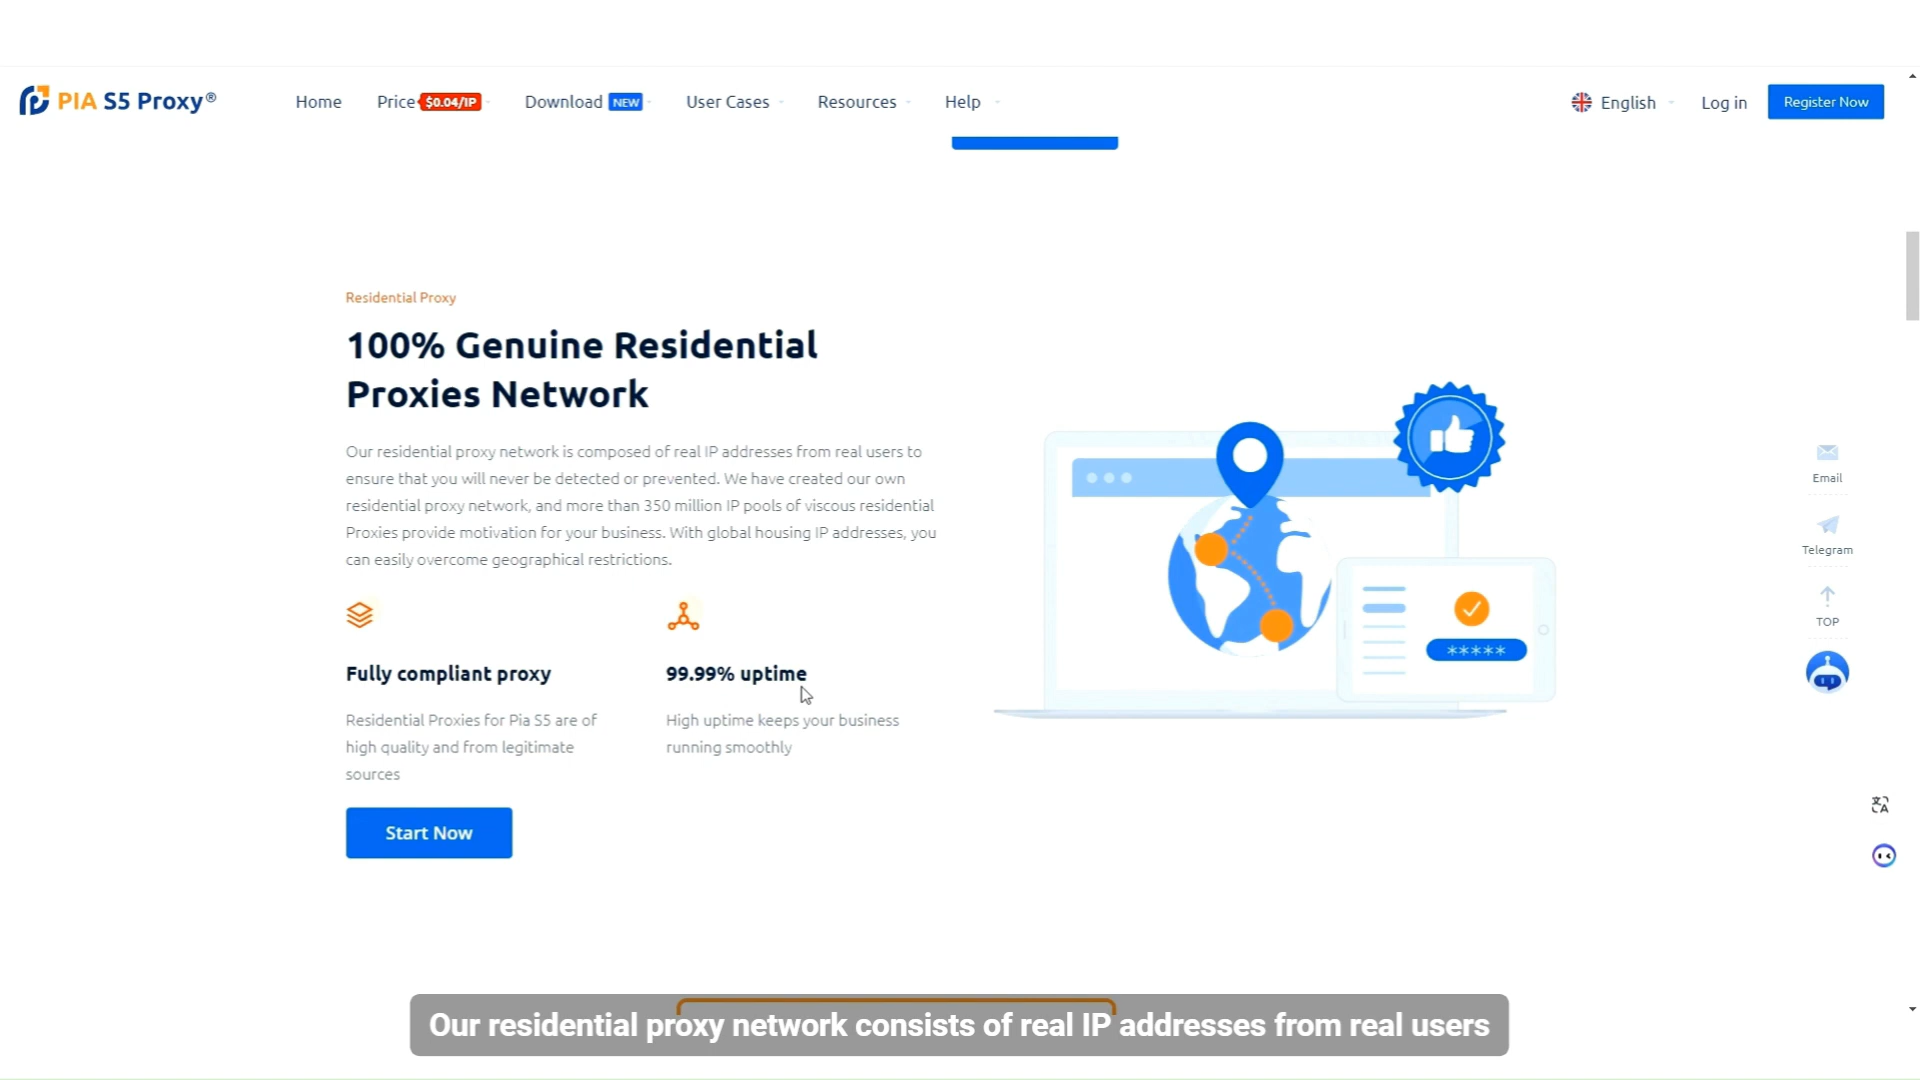 PIA S5 Proxy®
Home
Price $0.04/IP
Download NEW
User Cases
Resources
Help
English
Log in
Register Now
Residential Proxy
100% Genuine Residential
Proxies Network
Our residential proxy network is composed of real IP addresses from real users to
ensure that you will never be detected or prevented. We have created our own
residential proxy network, and more than 350 million IP pools of viscous residential
Proxies provide motivation for your business. With global housing IP addresses, you
can easily overcome geographical restrictions.
Fully compliant proxy
Residential Proxies for Pia S5 are of
high quality and from legitimate
sources
99.99% uptime
High uptime keeps your business
running smoothly
Start Now
*****
Email
Telegram
TOP
Our residential proxy network consists of real IP addresses from real users